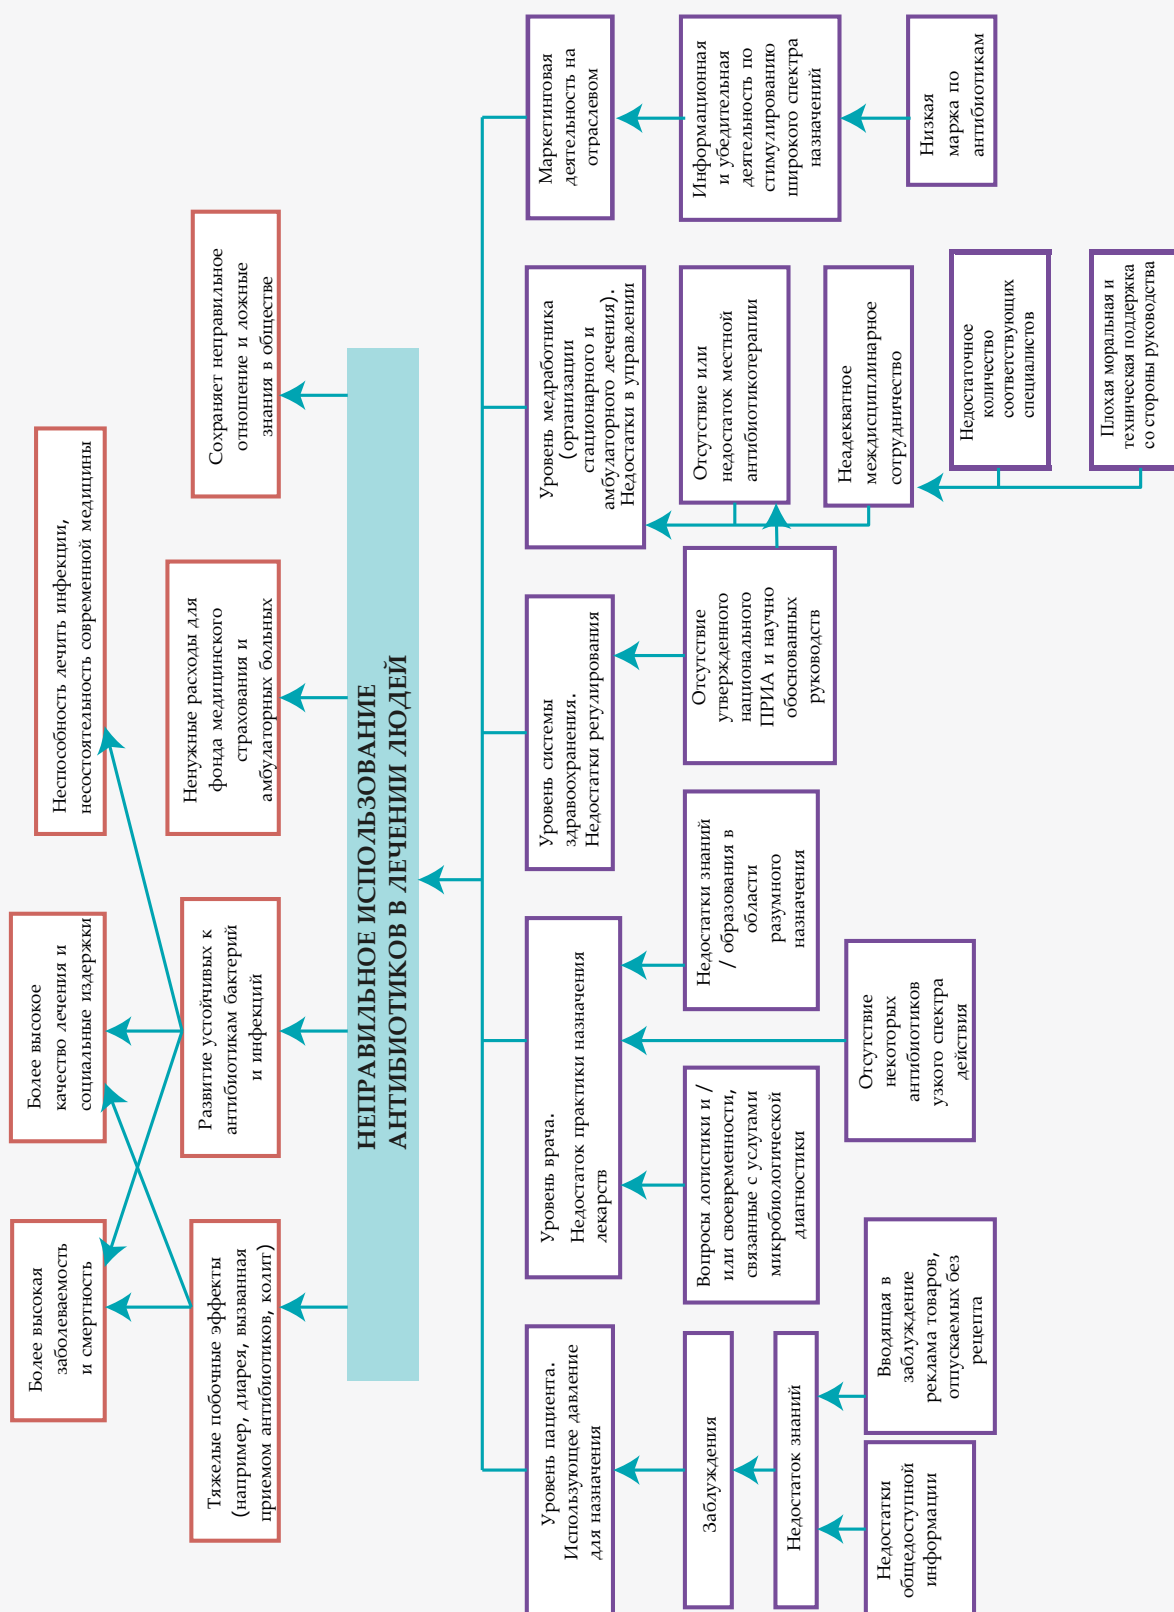 Более высокая
заболеваемость
и смертность
Более высокое
качество лечения и
социальные издержки
Неспособность лечить инфекции,
несостоятельность современной медицины
Тяжелые побочные эффекты
(например, диарея, вызванная
приемом антибиотиков, колит)
Развитие устойчивых к
антибиотикам бактерий
и инфекций
Ненужные расходы для
фонда медицинского
страхования и
амбулаторных больных
Сохраняет неправильное
отношение и ложные
знания в обществе
НЕПРАВИЛЬНОЕ ИСПОЛЬЗОВАНИЕ
АНТИБИОТИКОВ В ЛЕЧЕНИИ ЛЮДЕЙ
Уровень пациента.
Использующее давление
для назначения
Уровень врача.
Недостаток практики назначения
лекарств
Уровень системы
здравоохранения.
Недостатки регулирования
Уровень медработника
(организации
стационарного и
амбулаторного лечения).
Недостатки в управлении
Маркетинговая
деятельность на
отраслевом
Заблуждения
Вопросы логистики и /
или своевременности,
связанные с услугами
микробиологической
диагностики
Недостатки знаний
/ образования в
области
разумного
назначения
Отсутствие
утвержденного
национального
ПРИА и научно
обоснованных
руководств
Отсутствие или
недостаток местной
антибиотикотерапии
Информационная
и убедительная
деятельность по
стимулированию
широкого спектра
назначений
Недостаток знаний
Отсутствие
некоторых
антибиотиков
узкого спектра
действия
Неадекватное
междисциплинарное
сотрудничество
Низкая
маржа по
антибиотикам
Недостатки
общедоступной
информации
Вводящая в
заблуждение
реклама товаров,
отпускаемых без
рецепта
Недостаточное
количество
соответствующих
специалистов
Плохая моральная и
техническая поддержка
со стороны руководства